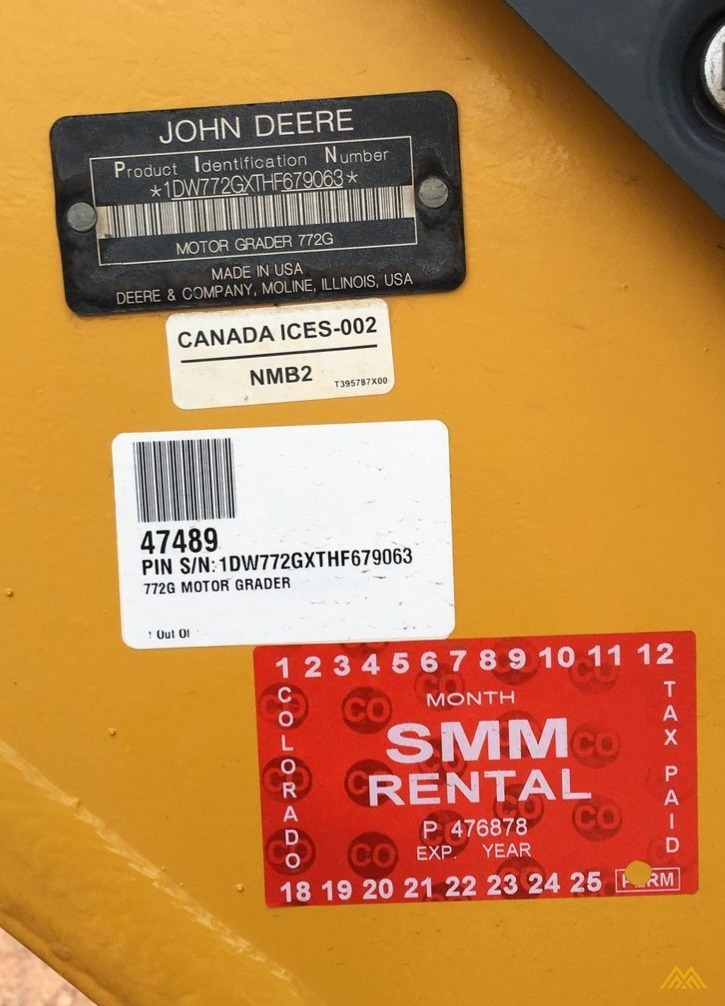 JOHN DEERE
Product Identification Number
*1DW772GXTHF679063*
MOTOR GRADER 772G
MADE IN USA
DEERE & COMPANY, MOLINE, ILLINOIS, USA
CANADA ICES-002
NMB2
T395787X00
47489
PIN S/N: 1DW772GXTHF679063
772G MOTOR GRADER
1 Out Of
1 2 3 4 5 6 7 8 9 10 11 12
MONTH
COLORADO
SMM
RENTAL
TAX PAID
P 476878
EXP. YEAR
18 19 20 21 22 23 24 25 PERM